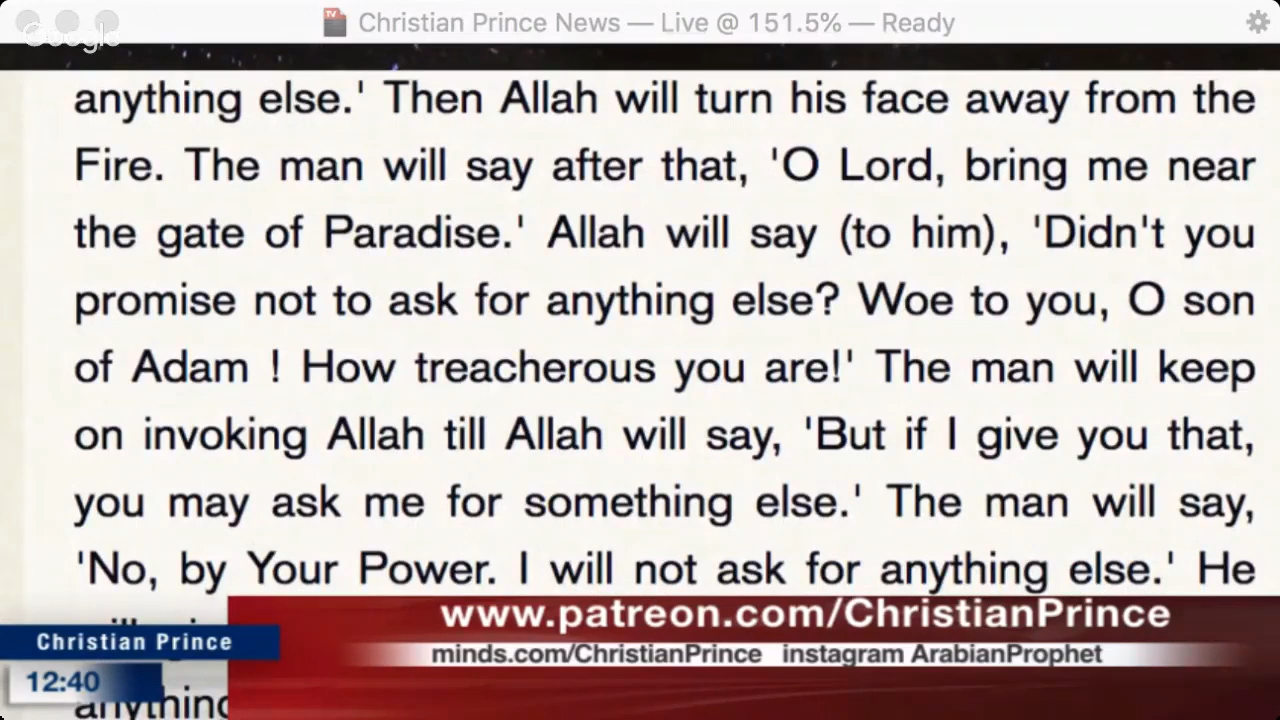 Christian Prince News — Live @ 151.5% — Ready
Google
anything else.' Then Allah will turn his face away from the
Fire. The man will say after that, 'O Lord, bring me near
the gate of Paradise.' Allah will say (to him), 'Didn't you
promise not to ask for anything else? Woe to you, O son
of Adam ! How treacherous you are!' The man will keep
on invoking Allah till Allah will say, 'But if I give you that,
you may ask me for something else.' The man will say,
'No, by Your Power. I will not ask for anything else.' He
www.patreon.com/ChristianPrince
Christian Prince
minds.com/ChristianPrince instagram ArabianProphet
12:40